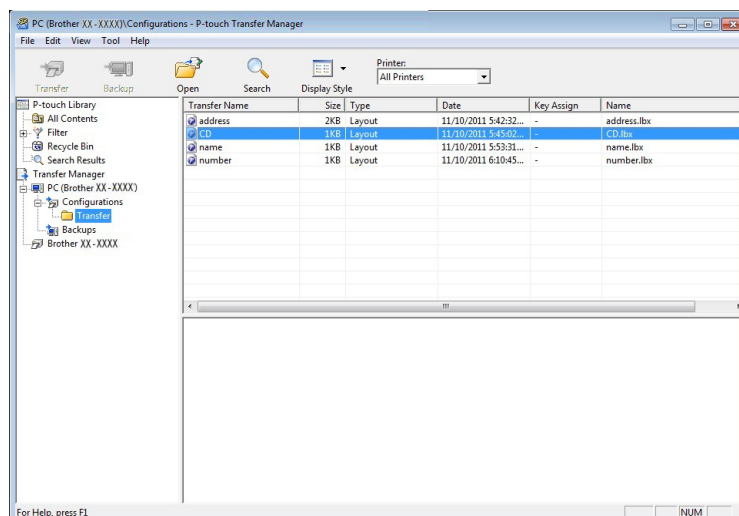 PC (Brother XX-XXXX)\Configurations - P-touch Transfer Manager
File Edit View Tool Help
Transfer Backup Open Search Display Style
Printer:
All Printers
P-touch Library
All Contents
Filter
Recycle Bin
Search Results
Transfer Manager
PC (Brother XX-XXXX)
Configurations
Transfer
Backups
Brother XX-XXXX
Transfer Name Size Type Date Key Assign Name
address 2KB Layout 11/10/2011 5:42:32... - address.lbx
CD 1KB Layout 11/10/2011 5:45:02... - CD.lbx
name 1KB Layout 11/10/2011 5:53:31... - name.lbx
number 1KB Layout 11/10/2011 6:10:45... - number.lbx
For Help, press F1
NUM